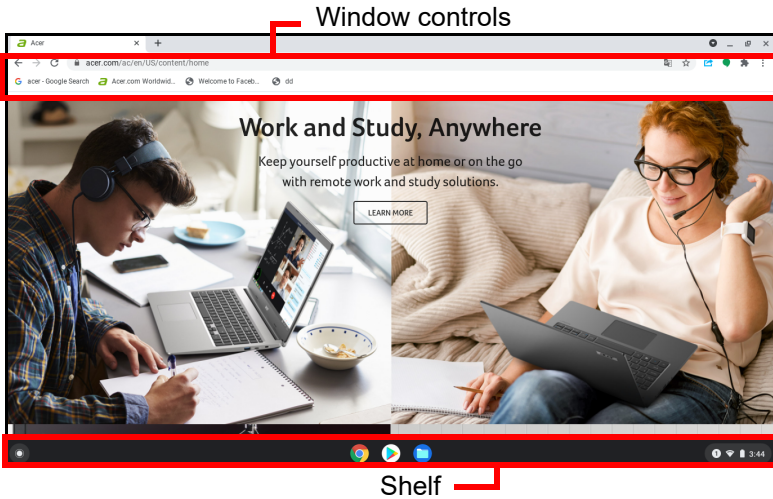 Window controls
Acer
acer.com/ac/en/US/content/home
acer - Google Search Acer.com Worldwid... Welcome to Faceb... dd
Work and Study, Anywhere
Keep yourself productive at home or on the go
with remote work and study solutions.
LEARN MORE
1 3:44
Shelf